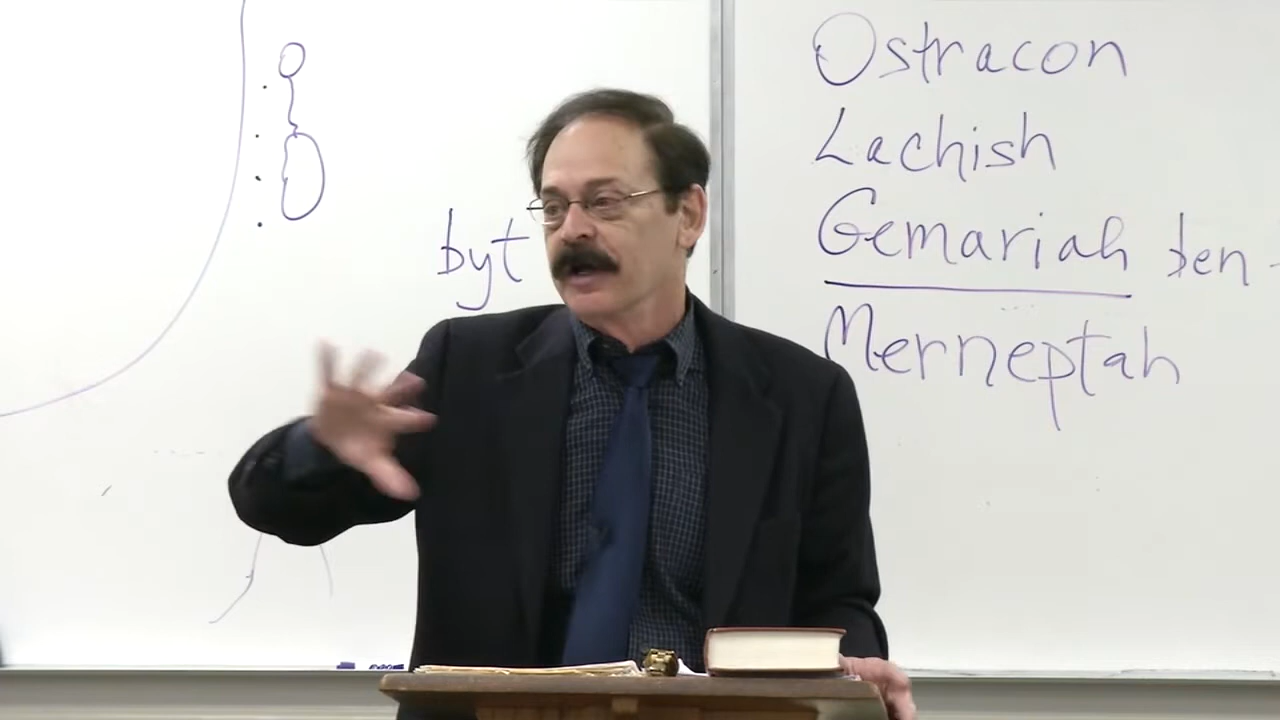 byt
Ostracon
Lachish
Gemariah ben
Merneptah